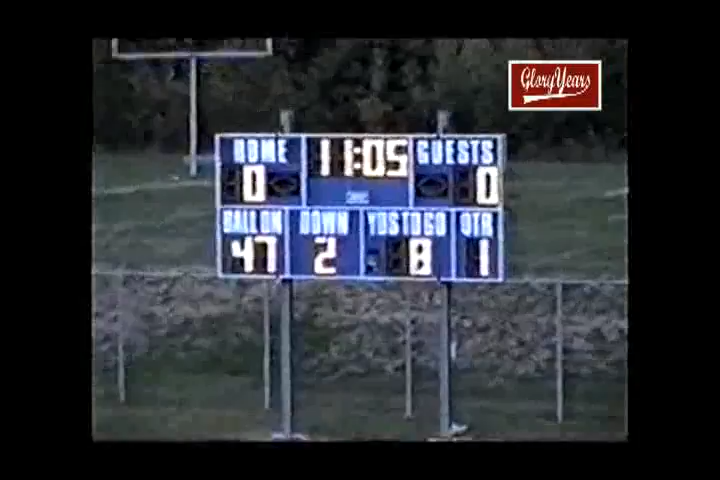 Glory Years
HOME 11:05 GUESTS
0 0
BALL ON DOWN YDS TO GO QTR
47 2 8 1